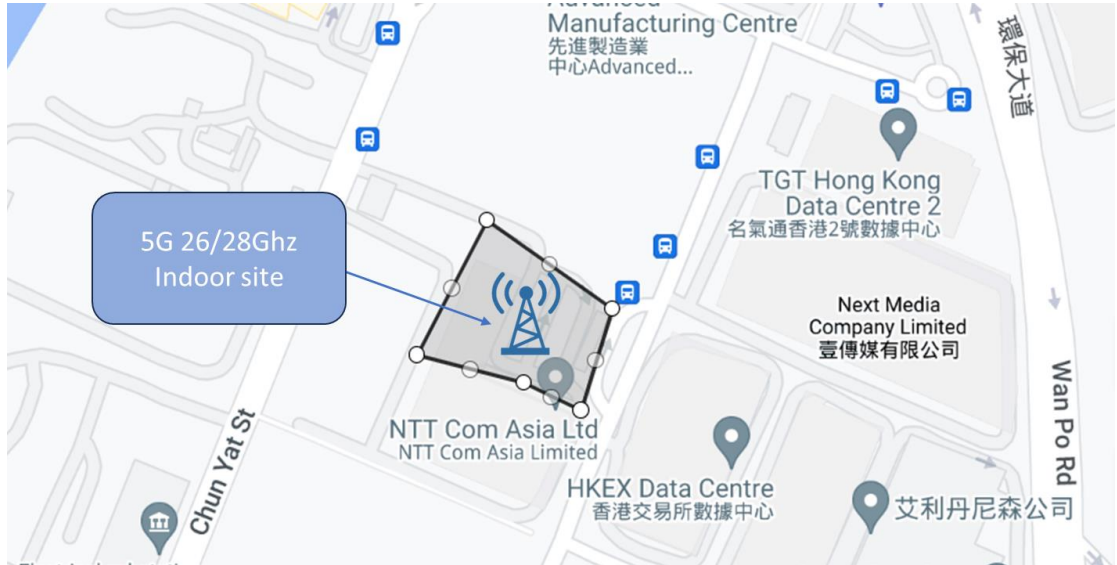 Advanced
Manufacturing Centre
先進製造業
中心Advanced...
環保大道
TGT Hong Kong
Data Centre 2
名氣通香港2號數據中心
5G 26/28Ghz
Indoor site
Next Media
Company Limited
壹傳媒有限公司
Wan Po Rd
NTT Com Asia Ltd
NTT Com Asia Limited
Chun Yat St
HKEX Data Centre
香港交易所數據中心
艾利丹尼森公司